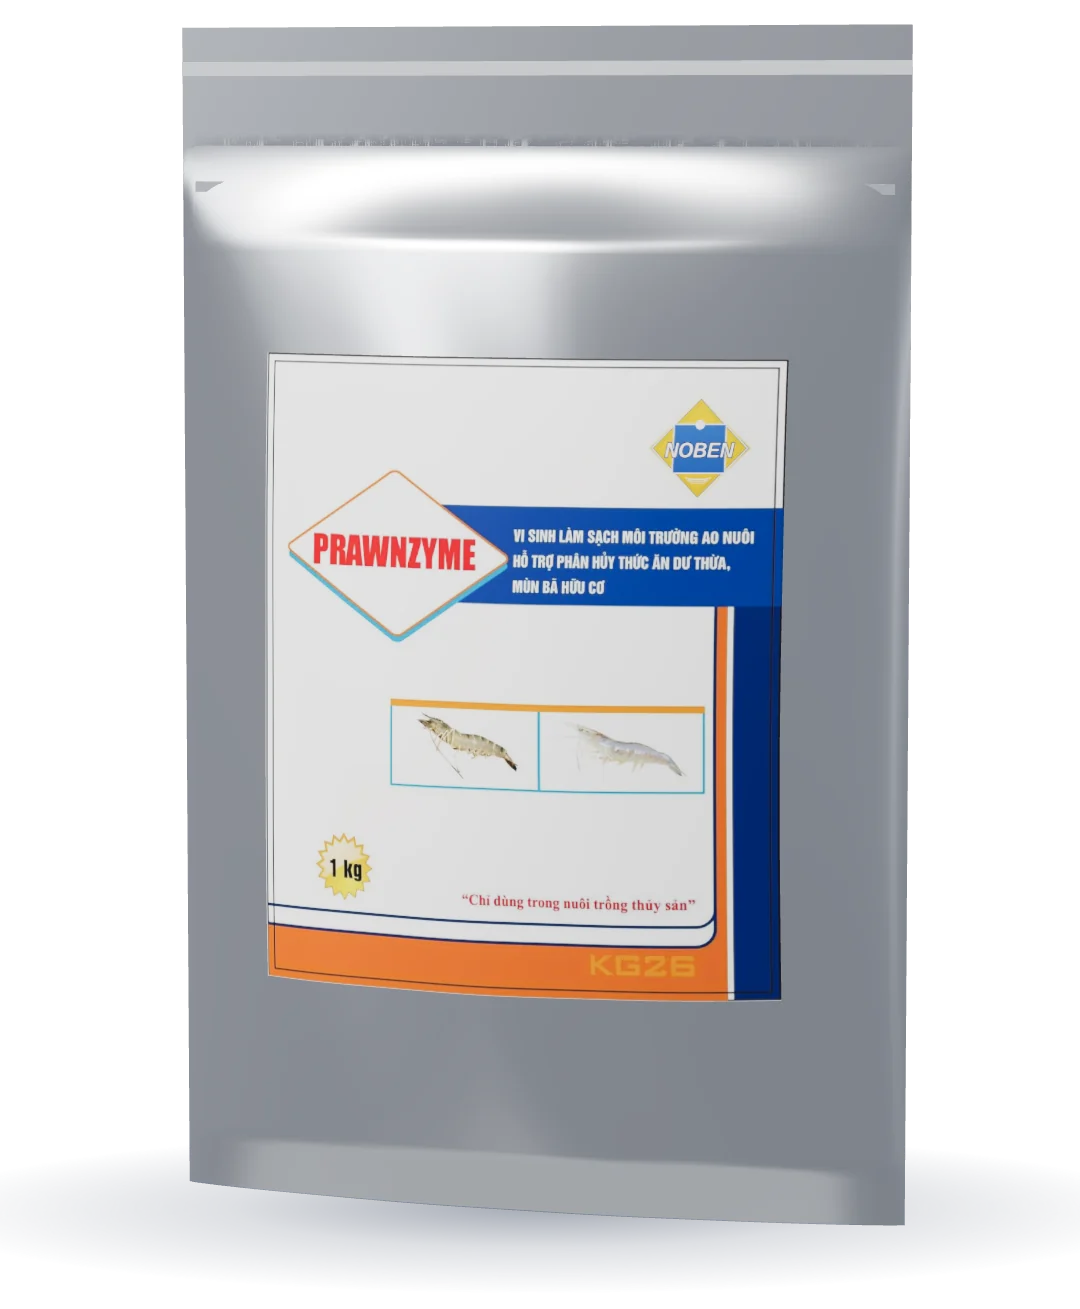 NOBEN
PRAWNZYME
VI SINH LÀM SẠCH MÔI TRƯỜNG AO NUÔI
HỖ TRỢ PHÂN HỦY THỨC ĂN DƯ THỪA,
MÙN BÃ HỮU CƠ
1 kg
“Chỉ dùng trong nuôi trồng thủy sản”
KG26